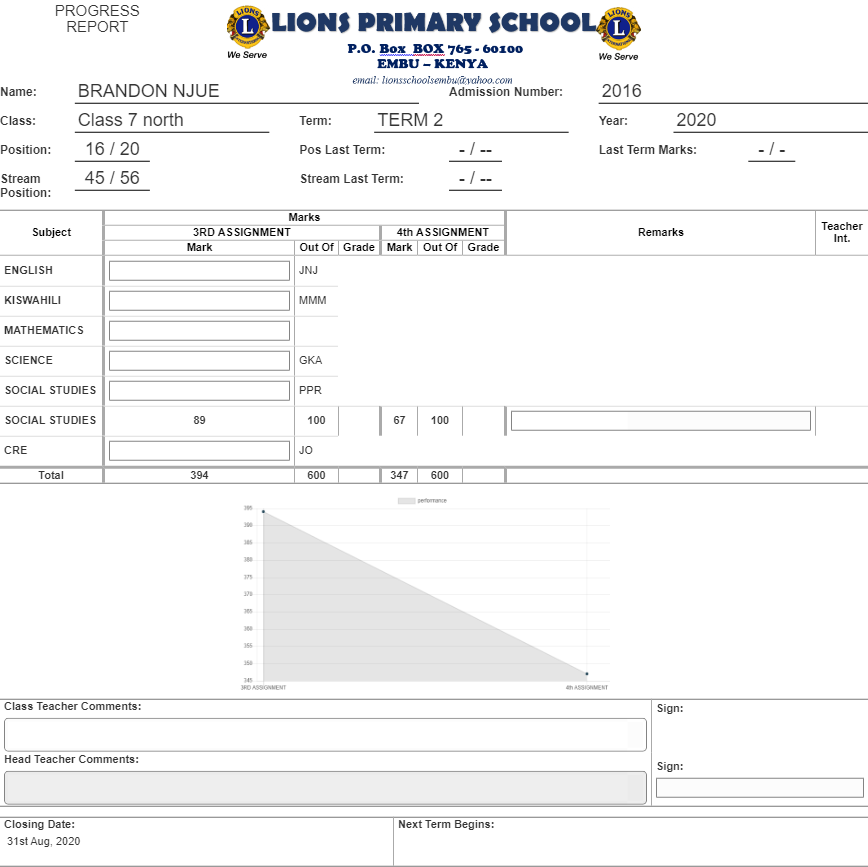 PROGRESS
REPORT
LIONS PRIMARY SCHOOL
P.O. Box BOX 765 - 60100
EMBU – KENYA
email: lionsschoolsembu@yahoo.com
LIONS L INTERNATIONAL We Serve
LIONS L INTERNATIONAL We Serve
Name: BRANDON NJUE Admission Number: 2016
Class: Class 7 north Term: TERM 2 Year: 2020
Position: 16 / 20 Pos Last Term: - / -- Last Term Marks: - / -
Stream Position: 45 / 56 Stream Last Term: - / --
Subject Marks Remarks Teacher Int.
3RD ASSIGNMENT 4th ASSIGNMENT
Mark Out Of Grade Mark Out Of Grade
ENGLISH JNJ
KISWAHILI MMM
MATHEMATICS
SCIENCE GKA
SOCIAL STUDIES PPR
SOCIAL STUDIES 89 100 67 100
CRE JO
Total 394 600 347 600
performance
395
390
385
380
375
370
365
360
355
350
345
3RD ASSIGNMENT 4th ASSIGNMENT
Class Teacher Comments: Sign:
Head Teacher Comments: Sign:
Closing Date: Next Term Begins:
31st Aug, 2020